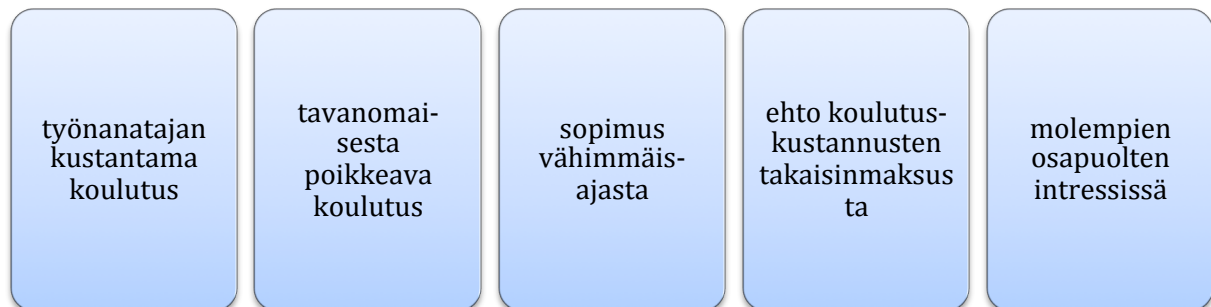 työnanatajan
kustantama
koulutus
tavanomai-
sesta
poikkeava
koulutus
sopimus
vähimmäis-
ajasta
ehto koulutus-
kustannusten
takaisinmaksus
ta
molempien
osapuolten
intressissä